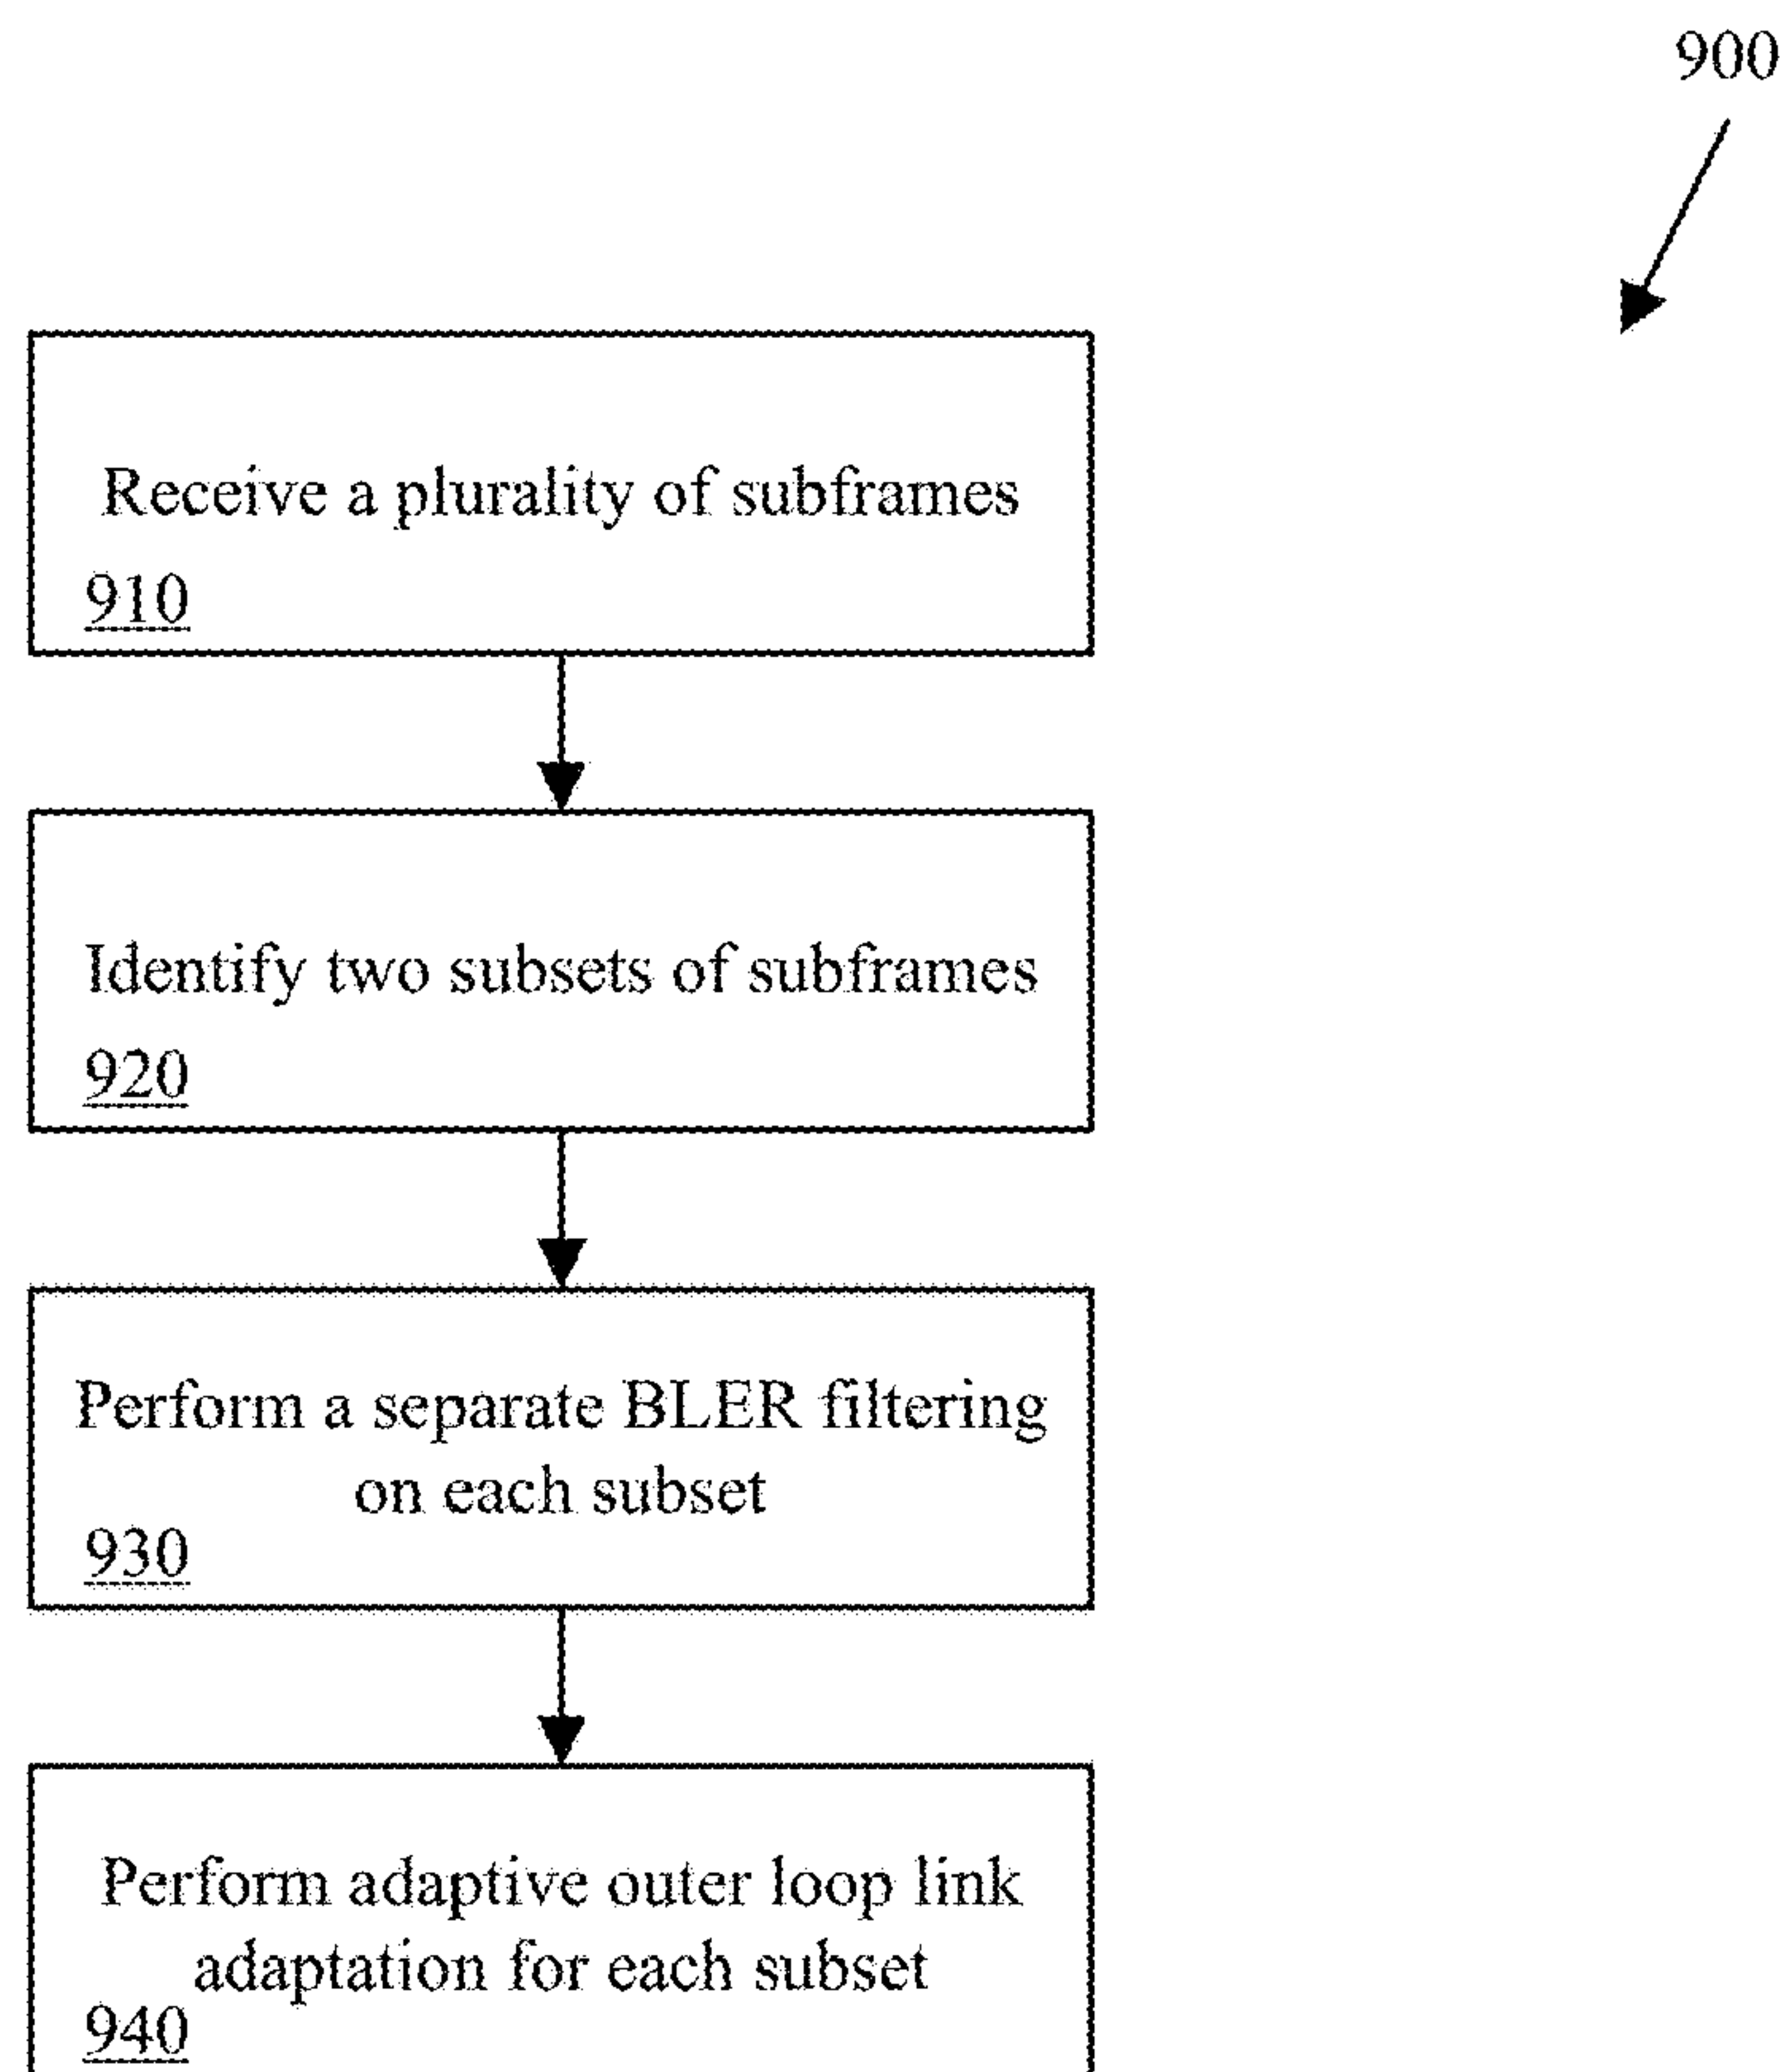 900
Receive a plurality of subframes
910
Identify two subsets of subframes
920
Perform a separate BLER filtering
on each subset
930
Perform adaptive outer loop link
adaptation for each subset
940